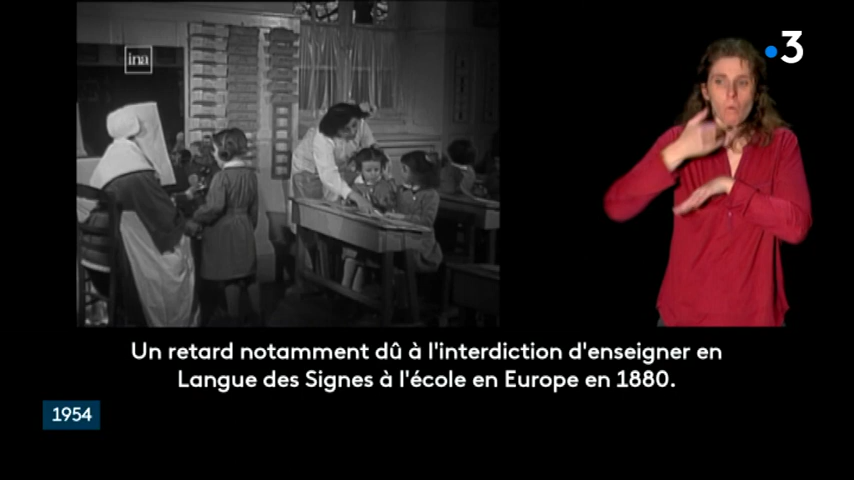 ina
3
Un retard notamment dû à l'interdiction d'enseigner en
Langue des Signes à l'école en Europe en 1880.
1954